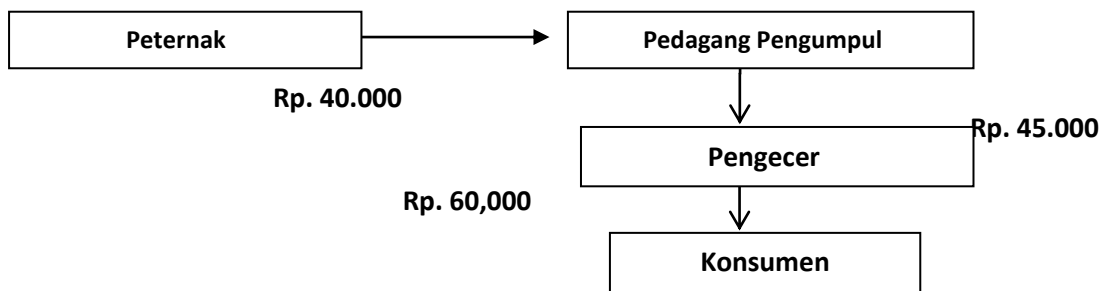 Peternak
Pedagang Pengumpul
Rp. 40.000
Rp. 45.000
Pengecer
Rp. 60,000
Konsumen